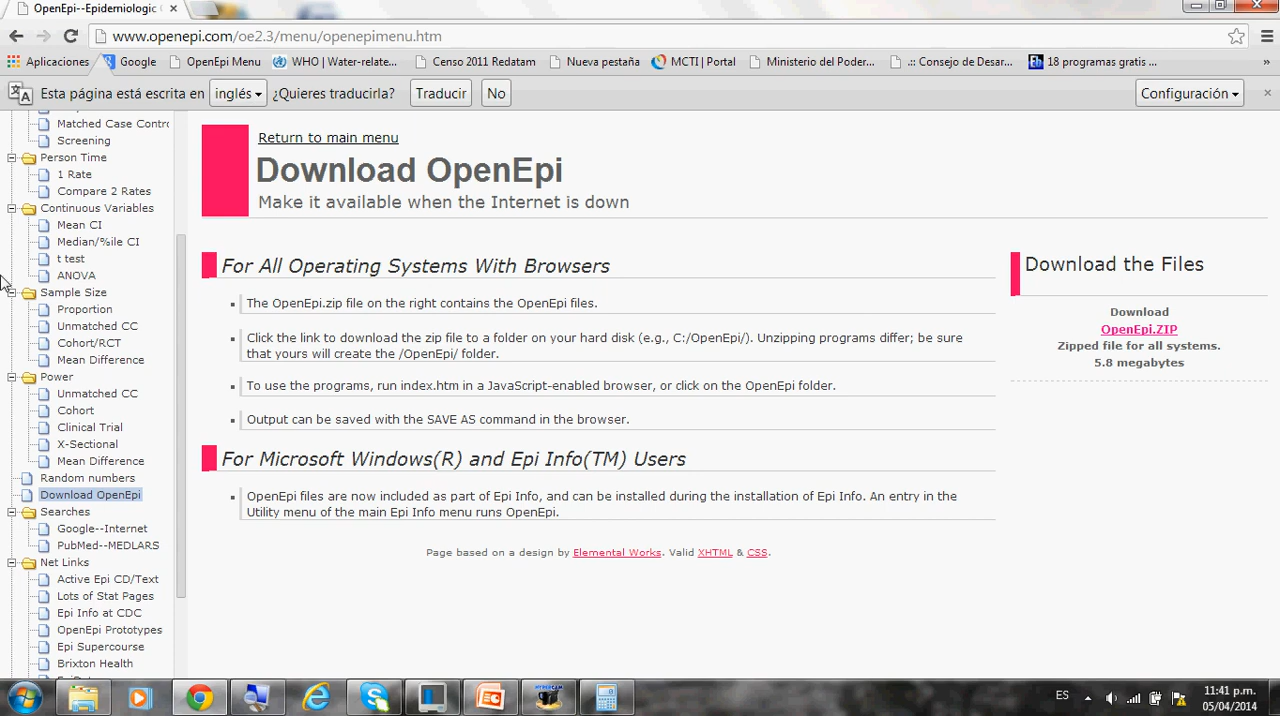 OpenEpi--Epidemiologic
www.openepi.com/oe2.3/menu/openepimenu.htm
Aplicaciones
Google
OpenEpi Menu
WHO | Water-relate...
Censo 2011 Redatam
Nueva pestaña
MCTI | Portal
Ministerio del Poder...
.:: Consejo de Desar...
18 programas gratis ...
»
Esta página está escrita en inglés ¿Quieres traducirla? Traducir No Configuración
Matched Case Contro
Screening
Person Time
1 Rate
Compare 2 Rates
Continuous Variables
Mean CI
Median/%ile CI
t test
ANOVA
Sample Size
Proportion
Unmatched CC
Cohort/RCT
Mean Difference
Power
Unmatched CC
Cohort
Clinical Trial
X-Sectional
Mean Difference
Random numbers
Download OpenEpi
Searches
Google--Internet
PubMed--MEDLARS
Net Links
Active Epi CD/Text
Lots of Stat Pages
Epi Info at CDC
OpenEpi Prototypes
Epi Supercourse
Brixton Health
Return to main menu
Download OpenEpi
Make it available when the Internet is down
For All Operating Systems With Browsers
The OpenEpi.zip file on the right contains the OpenEpi files.
Click the link to download the zip file to a folder on your hard disk (e.g., C:/OpenEpi/). Unzipping programs differ; be sure
that yours will create the /OpenEpi/ folder.
To use the programs, run index.htm in a JavaScript-enabled browser, or click on the OpenEpi folder.
Output can be saved with the SAVE AS command in the browser.
For Microsoft Windows(R) and Epi Info(TM) Users
OpenEpi files are now included as part of Epi Info, and can be installed during the installation of Epi Info. An entry in the
Utility menu of the main Epi Info menu runs OpenEpi.
Page based on a design by Elemental Works. Valid XHTML & CSS.
Download the Files
Download
OpenEpi.ZIP
Zipped file for all systems.
5.8 megabytes
HYPERCAM
ES
11:41 p.m.
05/04/2014